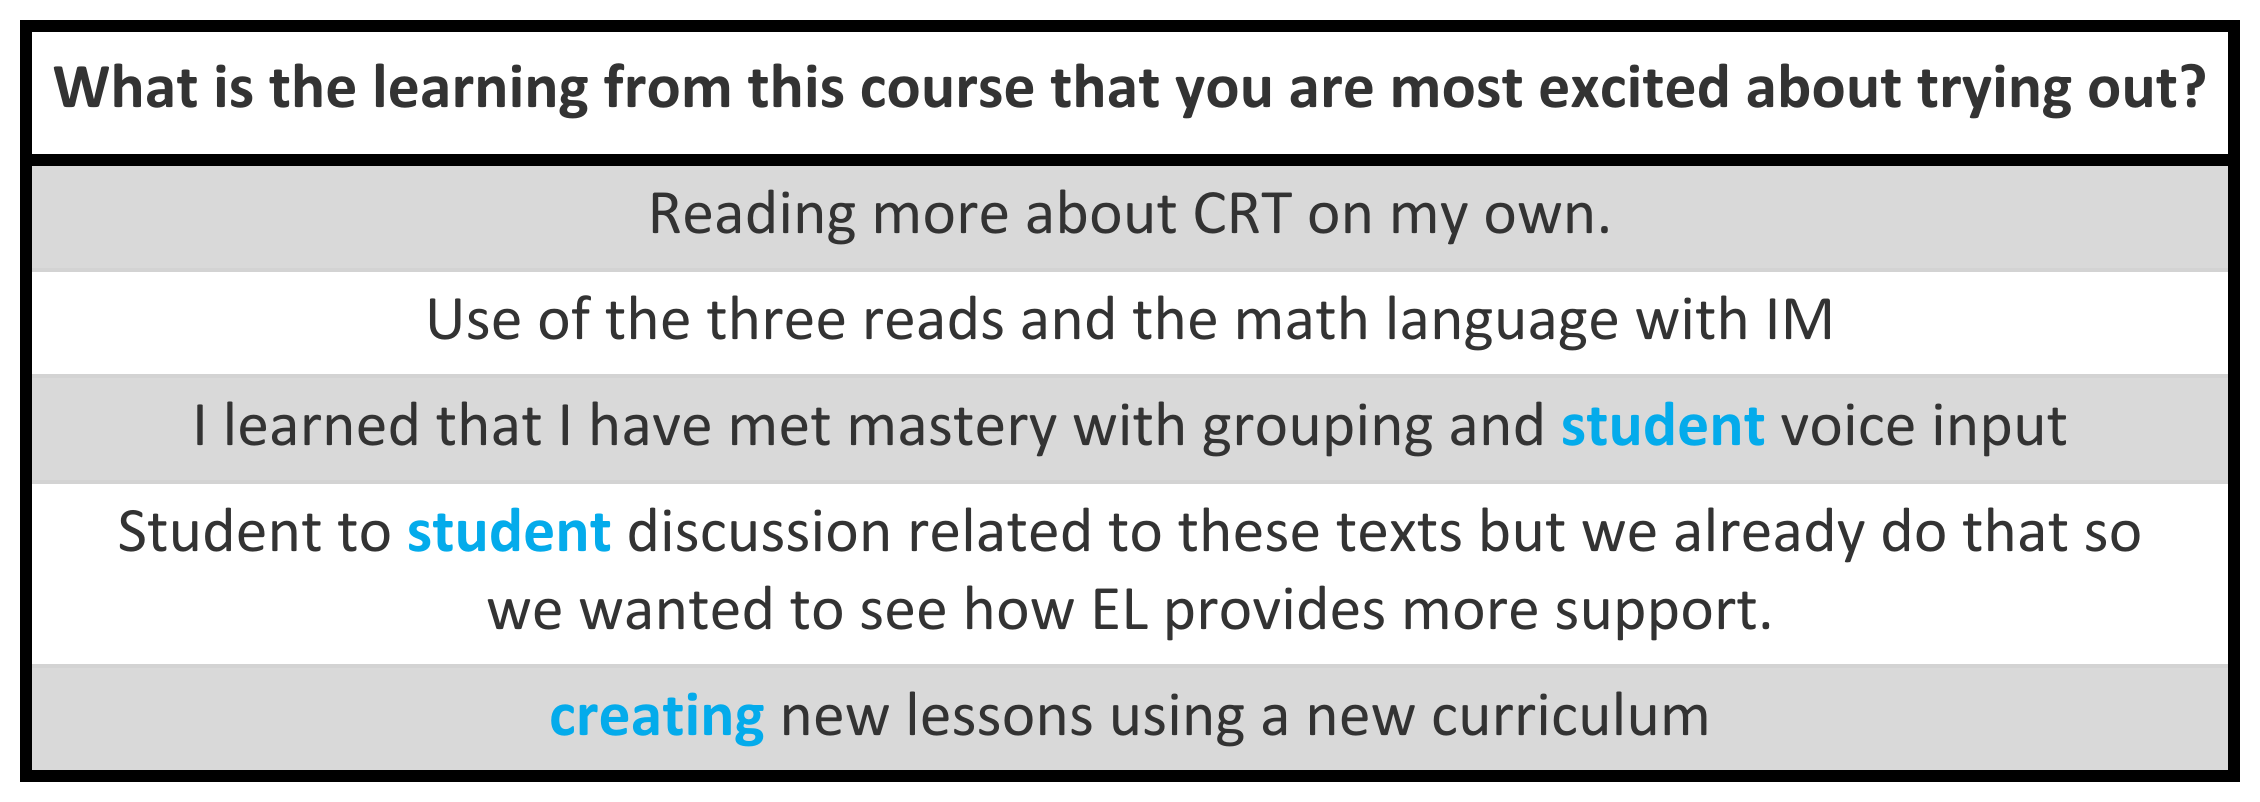 What is the learning from this course that you are most excited about trying out?
Reading more about CRT on my own.
Use of the three reads and the math language with IM
I learned that I have met mastery with grouping and student voice input
Student to student discussion related to these texts but we already do that so
we wanted to see how EL provides more support.
creating new lessons using a new curriculum